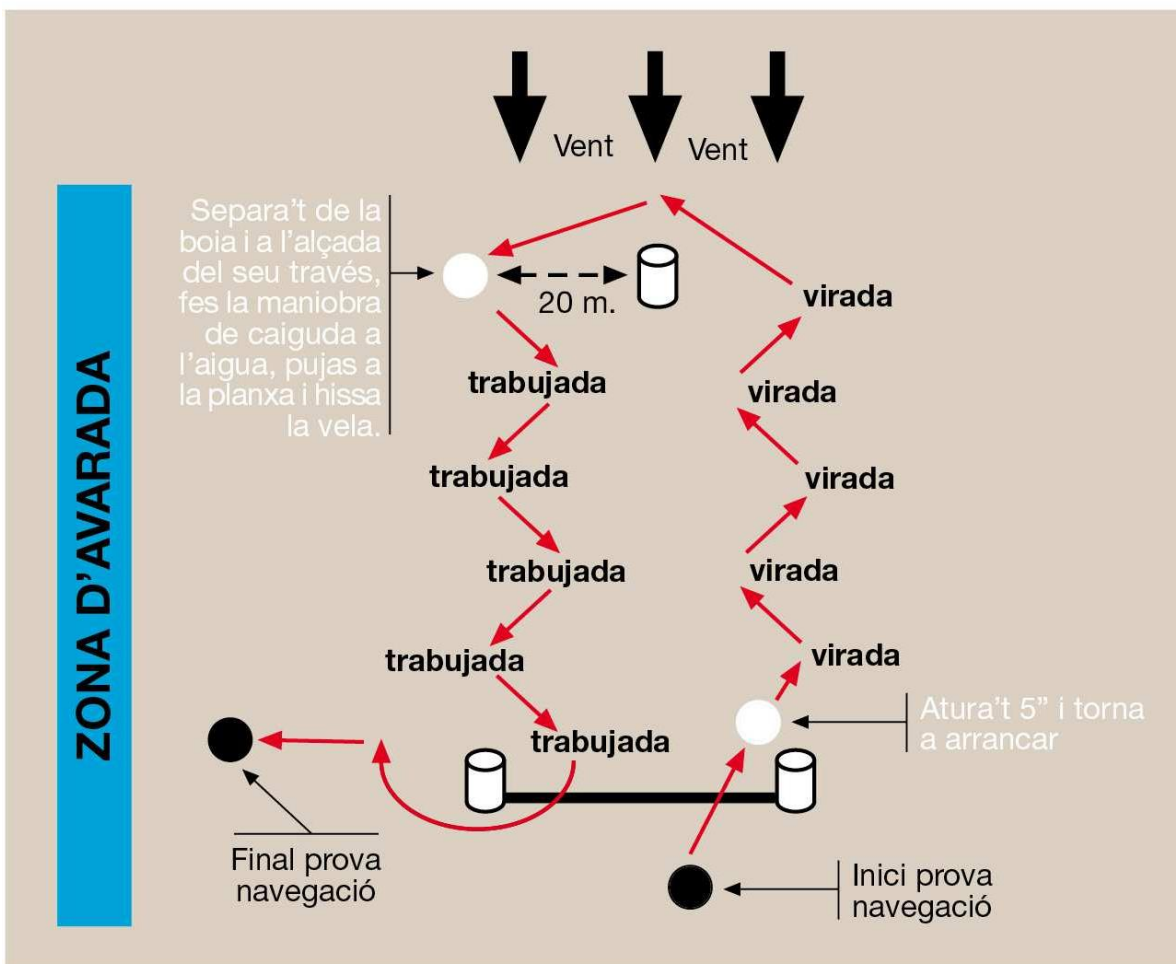 Vent
Vent
ZONA D'AVARADA
Separa't de la
boia i a l'alçada
del seu través,
fes la maniobra
de caiguda a
l'aigua, pujas a
la planxa i hissa
la vela.
20 m.
virada
trabujada
virada
trabujada
virada
trabujada
virada
trabujada
virada
Atura't 5" i torna
a arrancar
trabujada
Final prova
navegació
Inici prova
navegació